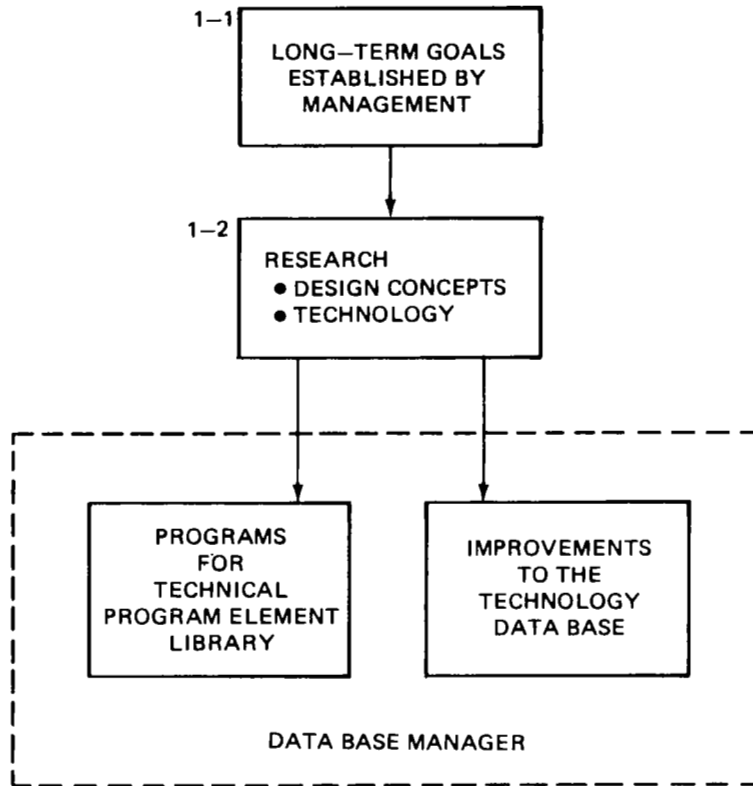 1–1
LONG–TERM GOALS
ESTABLISHED BY
MANAGEMENT
1–2
RESEARCH
● DESIGN CONCEPTS
● TECHNOLOGY
PROGRAMS
FOR
TECHNICAL
PROGRAM ELEMENT
LIBRARY
IMPROVEMENTS
TO THE
TECHNOLOGY
DATA BASE
DATA BASE MANAGER